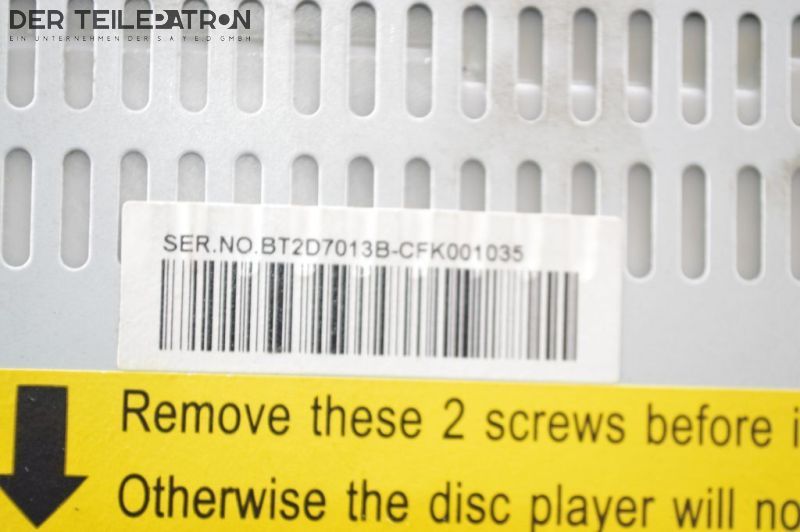 DER TEILEPATRON
EIN UNTERNEHMEN DER S.A.Y.E.D GMBH
SER.NO.BT2D7013B-CFK001035
Remove these 2 screws before i
Otherwise the disc player will no